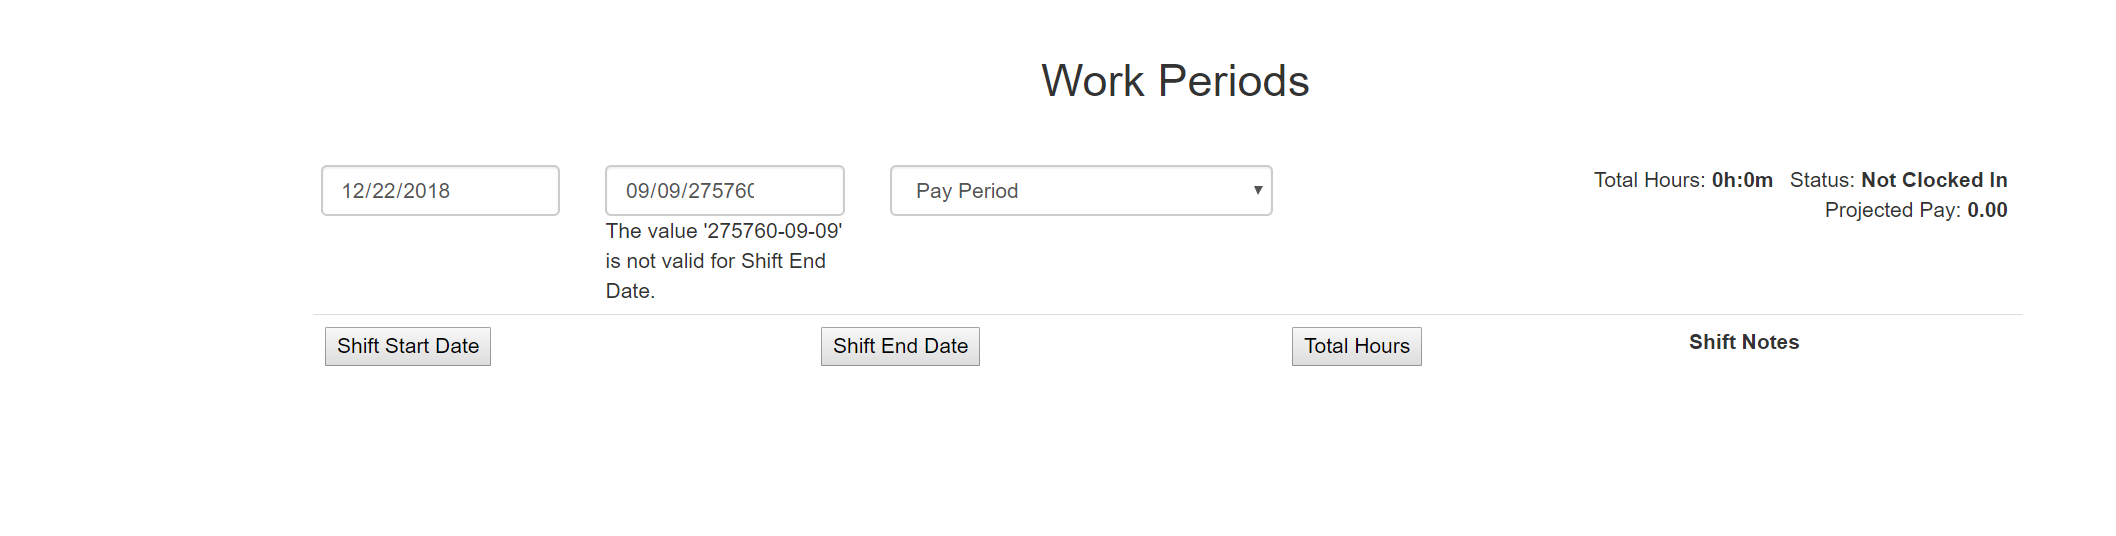 Work Periods
12/22/2018
09/09/275760
Pay Period
Total Hours: 0h:0m Status: Not Clocked In
Projected Pay: 0.00
The value '275760-09-09'
is not valid for Shift End
Date.
Shift Start Date Shift End Date Total Hours Shift Notes